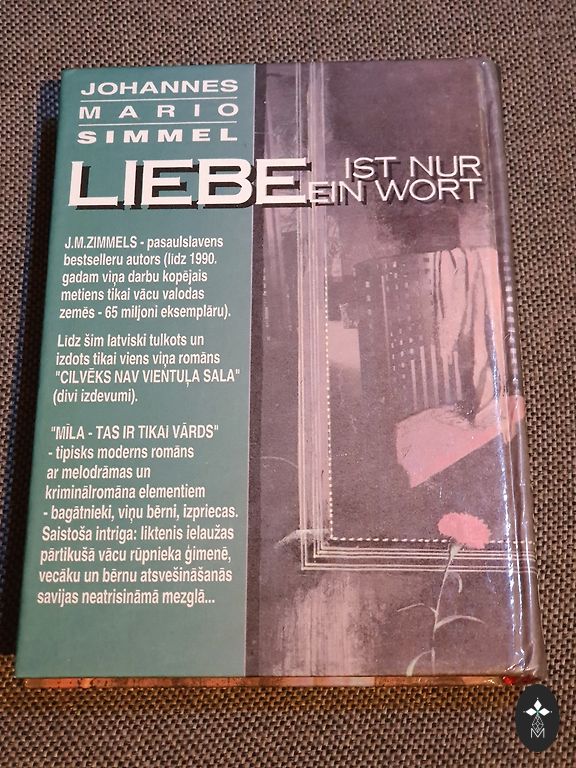 JOHANNES
MARIO
SIMMEL
LIEBE IST NUR
EIN WORT
J.M.ZIMMELS - pasaulslavens
bestselleru autors (līdz 1990.
gadam viņa darbu kopējais
metiens tikai vācu valodas
zemēs - 65 miljoni eksemplāru).
Līdz šim latviski tulkots un
izdots tikai viens viņa romāns
"CILVĒKS NAV VIENTUĻA SALA"
(divi izdevumi).
"MĪLA - TAS IR TIKAI VĀRDS"
- tipisks moderns romāns
ar melodrāmas un
kriminālromāna elementiem
- bagātnieki, viņu bērni, izpriecas.
Saistoša intriga: liktenis ielaužas
pārtikušā vācu rūpnieka ģimenē,
vecāku un bērnu atsvešināšanās
savijas neatrisināmā mezglā...
M